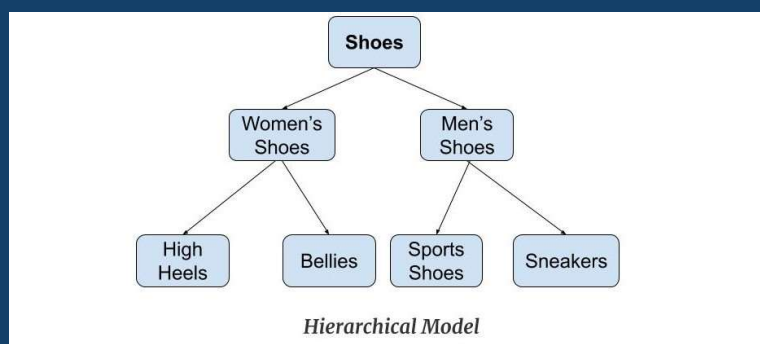 Shoes
Women's
Shoes
Men's
Shoes
High
Heels
Bellies
Sports
Shoes
Sneakers
Hierarchical Model